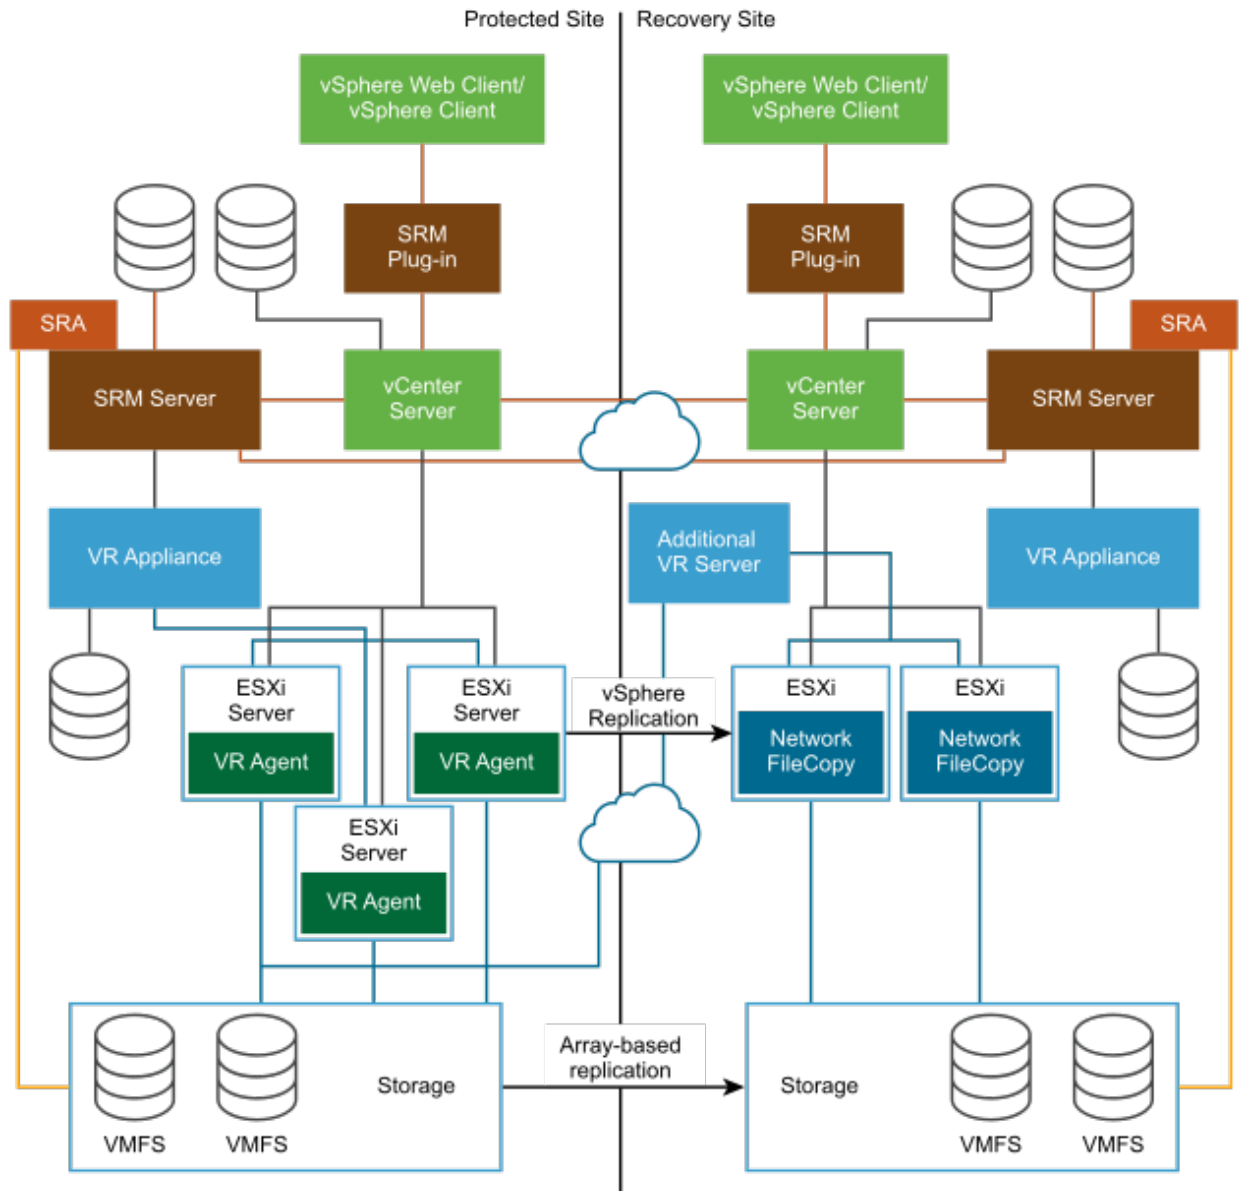 Protected Site
Recovery Site
vSphere Web Client/
vSphere Client
vSphere Web Client/
vSphere Client
SRM
Plug-in
SRM
Plug-in
SRA
SRA
SRM Server
vCenter
Server
vCenter
Server
SRM Server
VR Appliance
Additional
VR Server
VR Appliance
ESXi
Server
VR Agent
ESXi
Server
VR Agent
vSphere
Replication
ESXi
Network
FileCopy
ESXi
Network
FileCopy
ESXi
Server
VR Agent
VMFS
VMFS
Storage
Array-based
replication
Storage
VMFS
VMFS